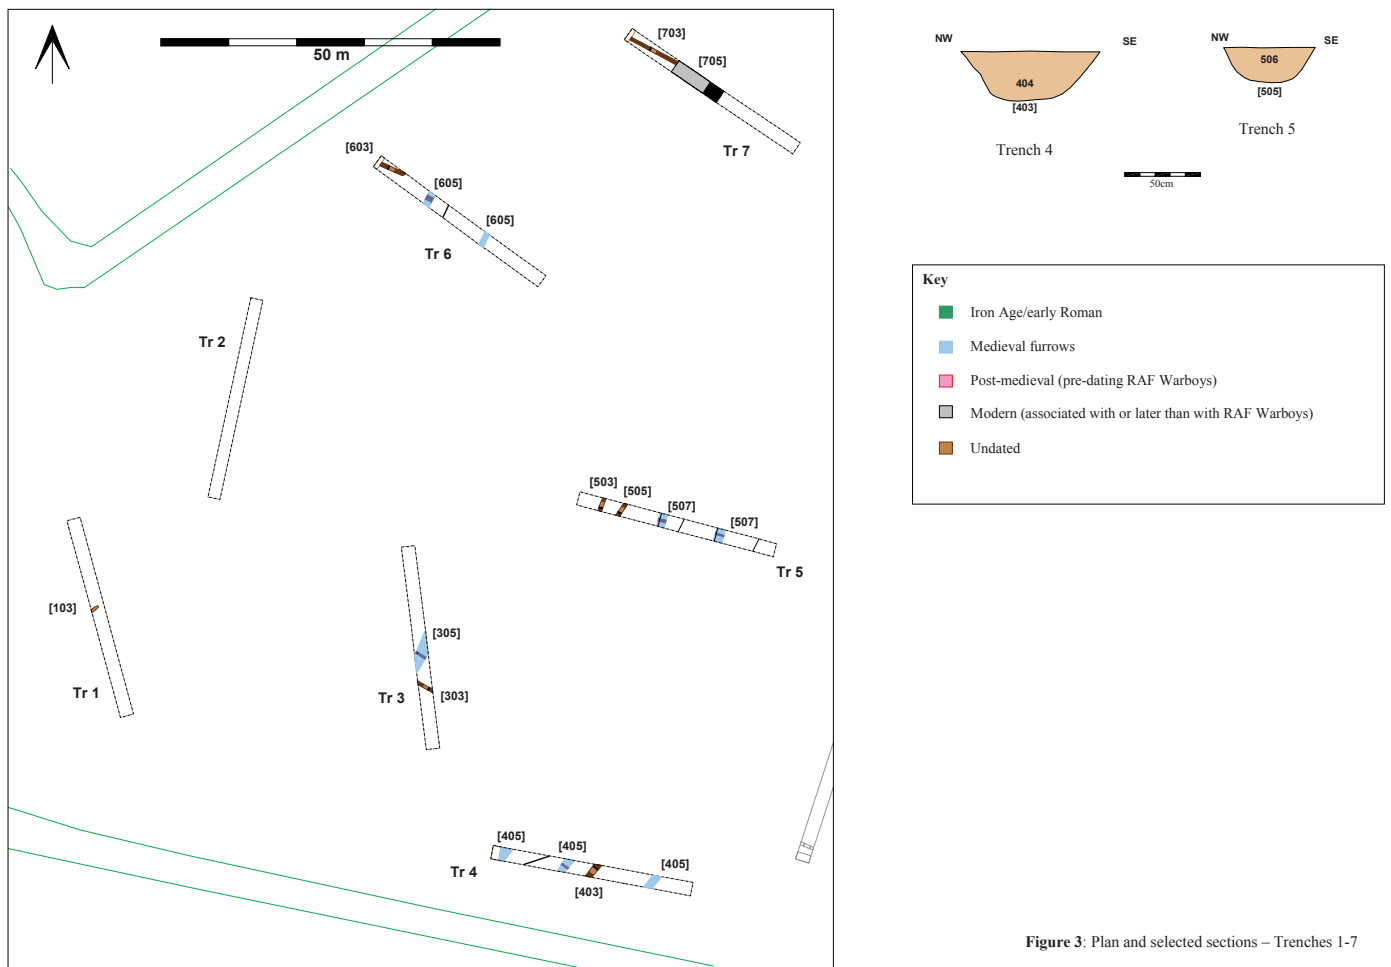 50 m
[703]
[705]
Tr 7
[603]
[605]
[605]
Tr 6
Tr 2
[503]
[505]
[507]
[507]
Tr 5
[103]
Tr 1
[305]
[303]
Tr 3
[405]
[405]
[405]
[403]
Tr 4
NW
SE
404
[403]
Trench 4
NW
SE
506
[505]
Trench 5
50cm
Key
Iron Age/early Roman
Medieval furrows
Post-medieval (pre-dating RAF Warboys)
Modern (associated with or later than with RAF Warboys)
Undated
Figure 3: Plan and selected sections – Trenches 1-7